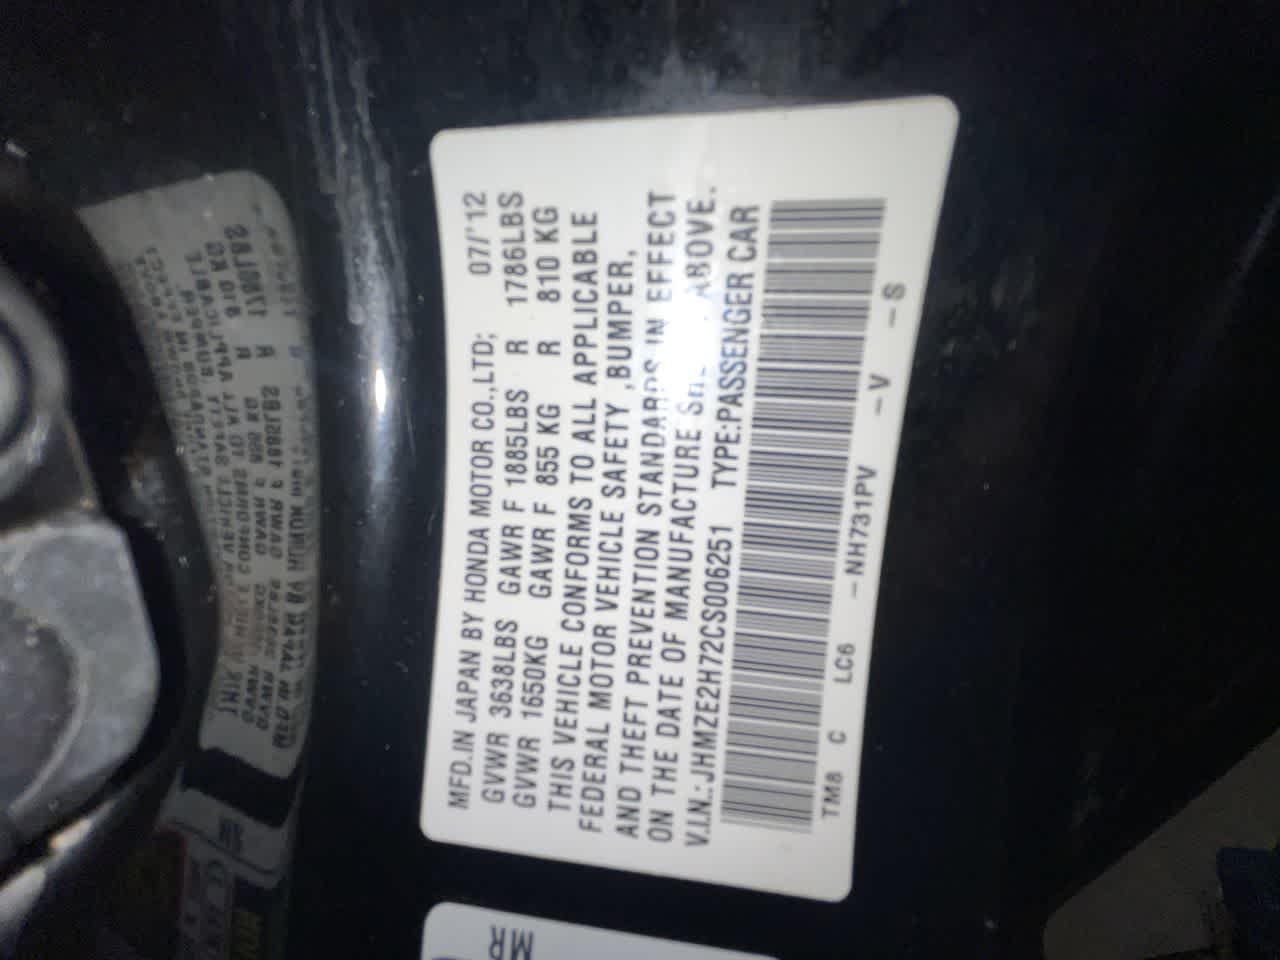 MFD.IN JAPAN BY HONDA MOTOR CO.,LTD; 07/'12
GVWR 3638LBS GAWR F 1885LBS R 1786LBS
GVWR 1650KG GAWR F 855 KG R 810 KG
THIS VEHICLE CONFORMS TO ALL APPLICABLE
FEDERAL MOTOR VEHICLE SAFETY ,BUMPER,
AND THEFT PREVENTION STANDARDS IN EFFECT
ON THE DATE OF MANUFACTURE ABOVE.
V.I.N.: JHMZE2H72CS006251 TYPE:PASSENGER CAR
TM8 C LC6 -NH731PV -V -S
MR